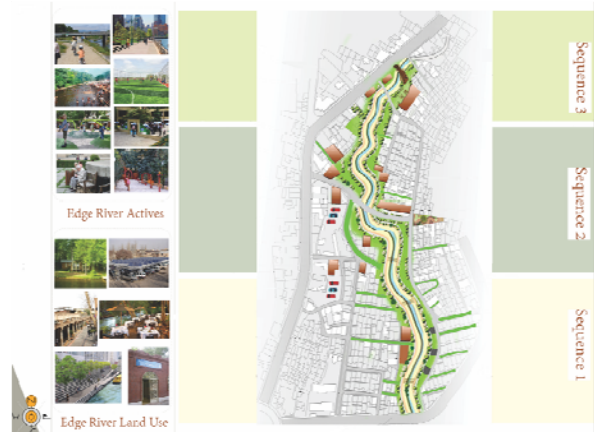 Edge River Actives
Edge River Land Use
Sequence 3
Sequence 2
Sequence 1